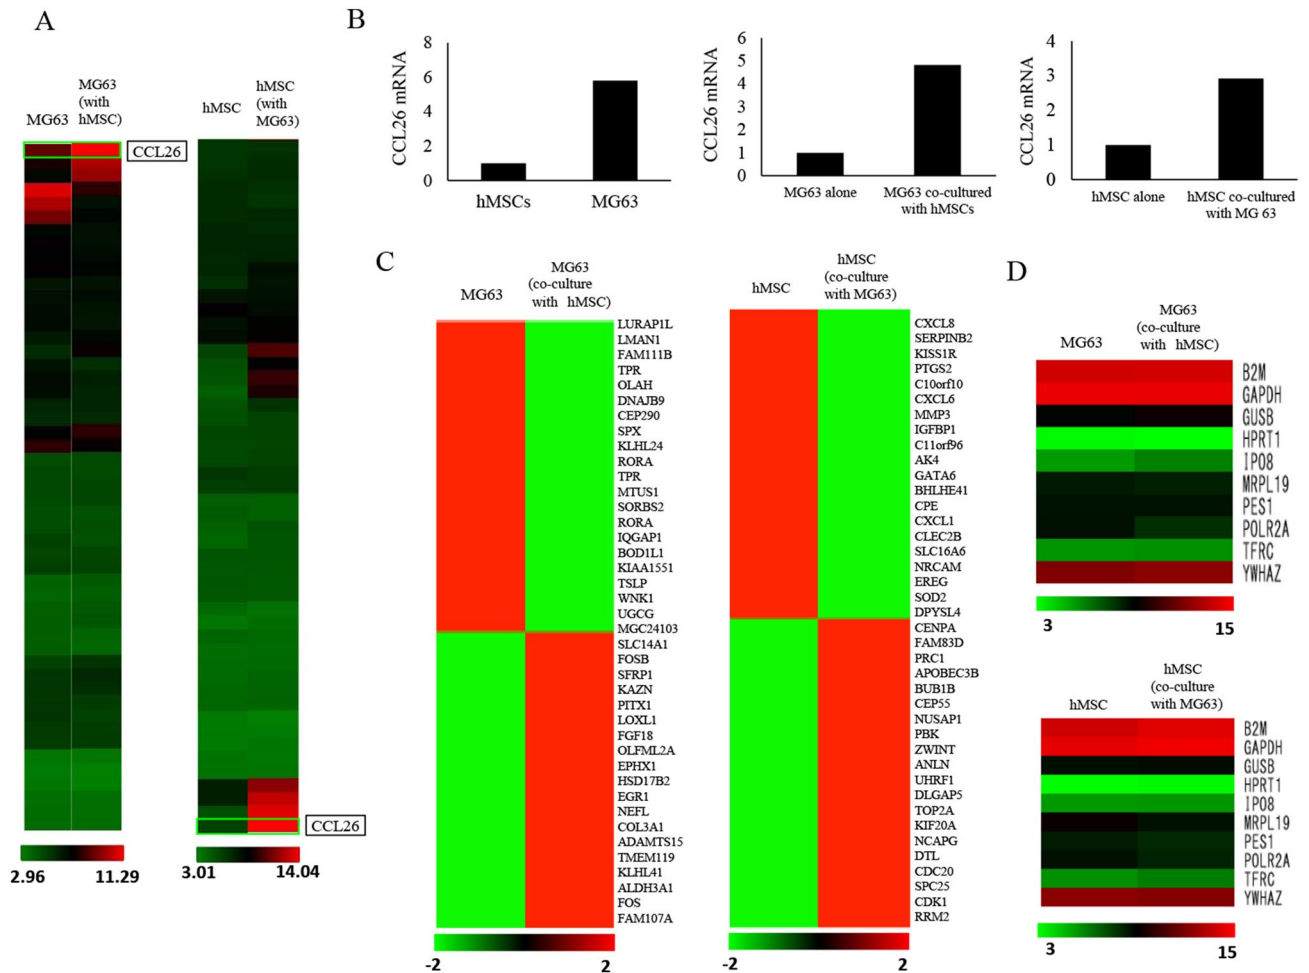 A
MG63
MG63
(with
hMSC)
CCL26
hMSC
hMSC
(with
MG63)
CCL26
2.96
11.29
3.01
14.04
B
CCL26 mRNA
8
6
4
2
0
hMSCs
MG63
CCL26 mRNA
6
5
4
3
2
1
0
MG63 alone
MG63 co-cultured
with hMSCs
CCL26 mRNA
4
3
2
1
0
hMSC alone
hMSC co-cultured
with MG 63
C
MG63
MG63
(co-culture
with hMSC)
LURAP1L
LMAN1
FAM111B
TPR
OLAH
DNAJB9
CEP290
SPX
KLHL24
RORA
TPR
MTUS1
SORBS2
RORA
IQGAP1
BOD1L1
KIAA1551
TSLP
WNK1
UGCG
MGC24103
SLC14A1
FOSB
SFRP1
KAZN
PITX1
LOXL1
FGF18
OLFML2A
EPHX1
HSD17B2
EGR1
NEFL
COL3A1
ADAMTS15
TMEM119
KLHL41
ALDH3A1
FOS
FAM107A
-2
2
hMSC
hMSC
(co-culture
with MG63)
CXCL8
SERPINB2
KISS1R
PTGS2
C10orf10
CXCL6
MMP3
IGFBP1
C11orf96
AK4
GATA6
BHLHE41
CPE
CXCL1
CLEC2B
SLC16A6
NRCAM
EREG
SOD2
DPYSL4
CENPA
FAM83D
PRC1
APOBEC3B
BUB1B
CEP55
NUSAP1
PBK
ZWINT
ANLN
UHRF1
DLGAP5
TOP2A
KIF20A
NCAPG
DTL
CDC20
SPC25
CDK1
RRM2
-2
2
D
MG63
MG63
(co-culture
with hMSC)
B2M
GAPDH
GUSB
HPRT1
IPO8
MRPL19
PES1
POLR2A
TFRC
YWHAZ
3
15
hMSC
hMSC
(co-culture
with MG63)
B2M
GAPDH
GUSB
HPRT1
IPO8
MRPL19
PES1
POLR2A
TFRC
YWHAZ
3
15